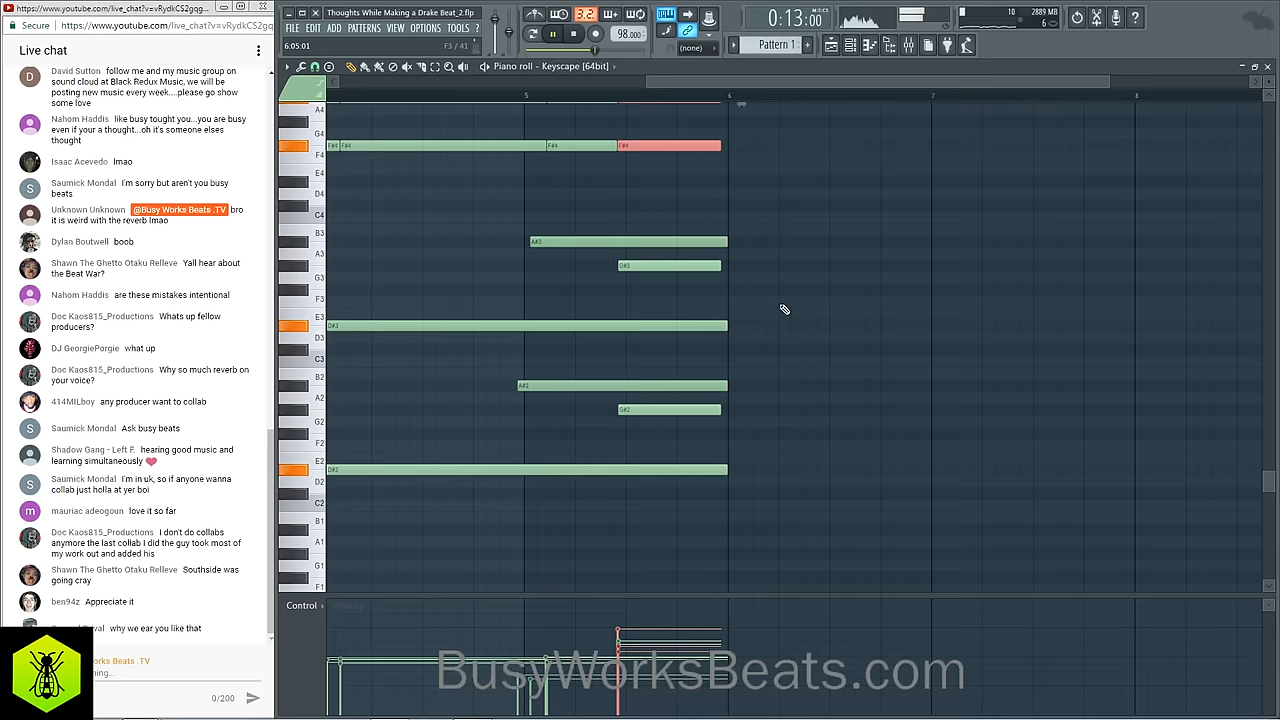 https://www.youtube.com/live_chat?v=vRydkCS2gqg...
Secure
https://www.youtube.com/live_chat?v=vRydkCS2gq
Live chat
David Sutton follow me and my music group on
cound cloud at Black Redux Music, we will be
posting new music every week....please go show
some love
Nahom Haddis like busy tought you...you are busy
even if your a thought...oh it's someone elses
thought
Isaac Acevedo lmao
Saumick Mondal I'm sorry but aren't you busy
beats
Unknown Unknown @Busy Works Beats .TV bro
it is weird with the reverb lmao
Dylan Boutwell boob
Shawn The Ghetto Otaku Relleve Yall hear about
the Beat War?
Nahom Haddis are these mistakes intentional
Doc Kaos815_Productions Whats up fellow
producers?
DJ GeorgiePorgie what up
Doc Kaos815_Productions Why so much reverb on
your voice?
414MILboy any producer want to collab
Saumick Mondal Ask busy beats
Shadow Gang - Left F. hearing good music and
learning simultaneously ❤
Saumick Mondal I'm in uk, so if anyone wanna
collab just holla at yer boi
mauriac adeogoun love it so far
Doc Kaos815_Productions I don't do collabs
anymore the last collab I did the guy took most of
my work out and added his
Shawn The Ghetto Otaku Relleve Southside was
going cray
ben94z Appreciate it
why we ear you like that
rks Beats .TV
0/200
Thoughts While Making a Drake Beat_2.flp
FILE EDIT ADD PATTERNS VIEW OPTIONS TOOLS ?
6:05:01
F3 / 41
3.2
98.000
(none)
0:13:00
M:S:CS
10
2889 MB
6
Pattern 1
Piano roll - Keyscape [64bit]
5
6
7
8
A4
G4
F4
E4
D4
C4
B3
A3
G3
F3
E3
D3
C3
B2
A2
G2
F2
E2
D2
C2
B1
A1
G1
F1
F#4
F#4
F#4
F#4
A#3
G#3
D#3
A#2
G#2
D#2
Control
BusyWorksBeats.com